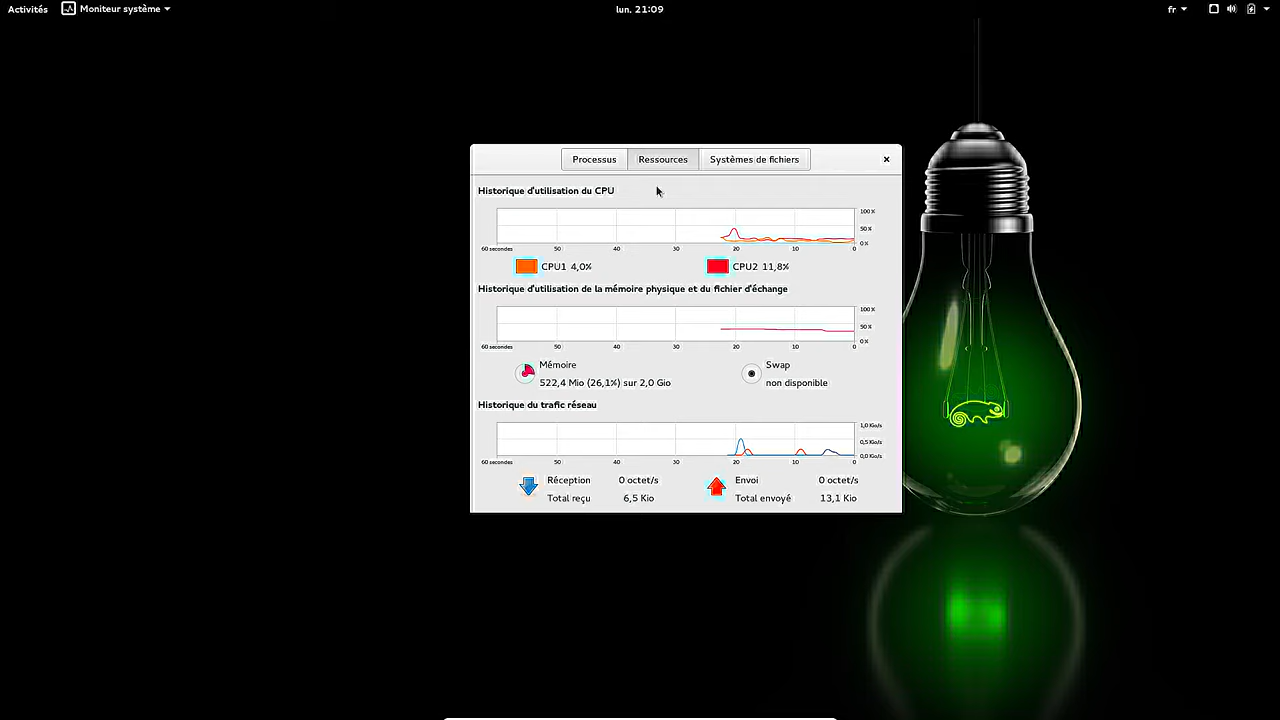 Activités Moniteur système lun. 21:09 fr
Processus Ressources Systèmes de fichiers
Historique d'utilisation du CPU
100 %
50 %
0 %
60 secondes 50 40 30 20 10 0
CPU1 4,0% CPU2 11,8%
Historique d'utilisation de la mémoire physique et du fichier d'échange
100 %
50 %
0 %
60 secondes 50 40 30 20 10 0
Mémoire Swap
522,4 Mio (26,1%) sur 2,0 Gio non disponible
Historique du trafic réseau
1,0 Kio/s
0,5 Kio/s
0,0 Kio/s
60 secondes 50 40 30 20 10 0
Réception 0 octet/s Envoi 0 octet/s
Total reçu 6,5 Kio Total envoyé 13,1 Kio